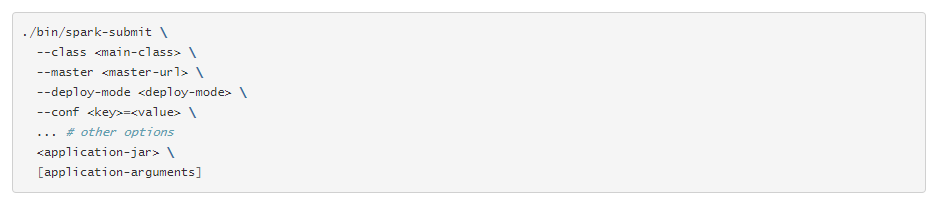 ./bin/spark-submit \
--class <main-class> \
--master <master-url> \
--deploy-mode <deploy-mode> \
--conf <key>=<value> \
... # other options
<application-jar> \
[application-arguments]